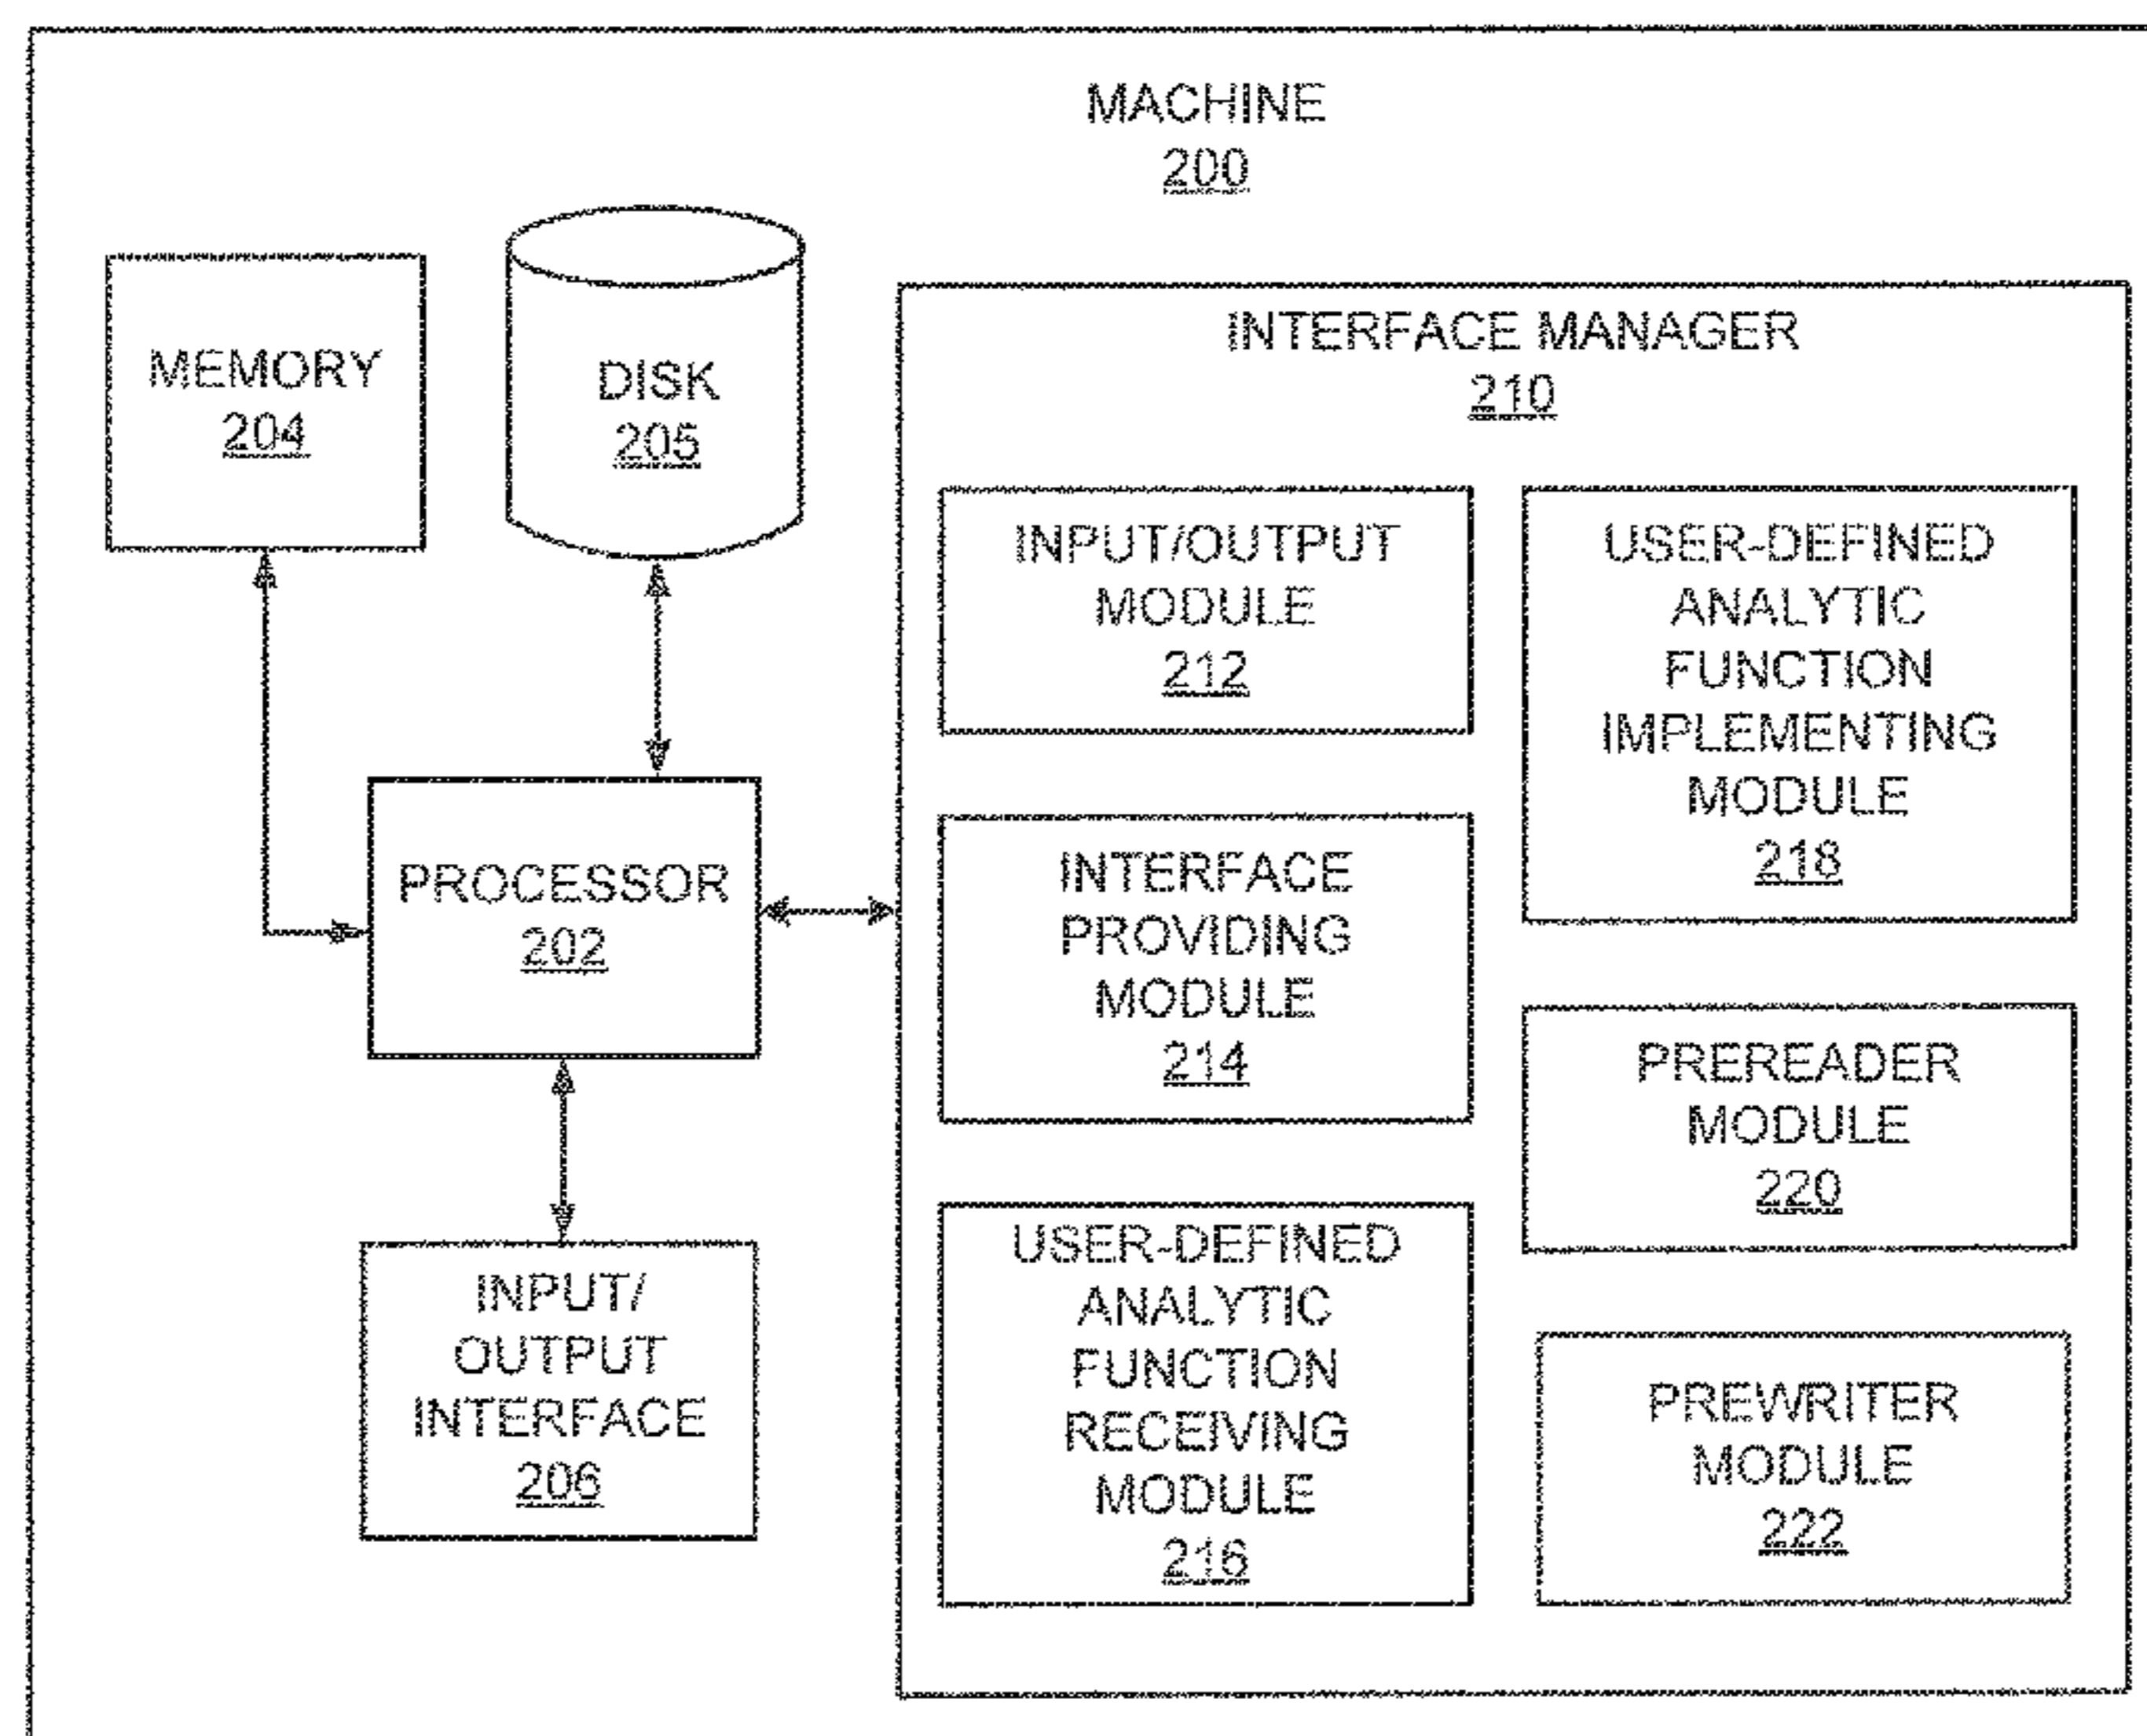 MACHINE
200
MEMORY
204
DISK
205
PROCESSOR
202
INPUT/
OUTPUT
INTERFACE
206
INTERFACE MANAGER
210
INPUT/OUTPUT
MODULE
212
INTERFACE
PROVIDING
MODULE
214
USER-DEFINED
ANALYTIC
FUNCTION
RECEIVING
MODULE
216
USER-DEFINED
ANALYTIC
FUNCTION
IMPLEMENTING
MODULE
218
PREREADER
MODULE
220
PREWRITER
MODULE
222